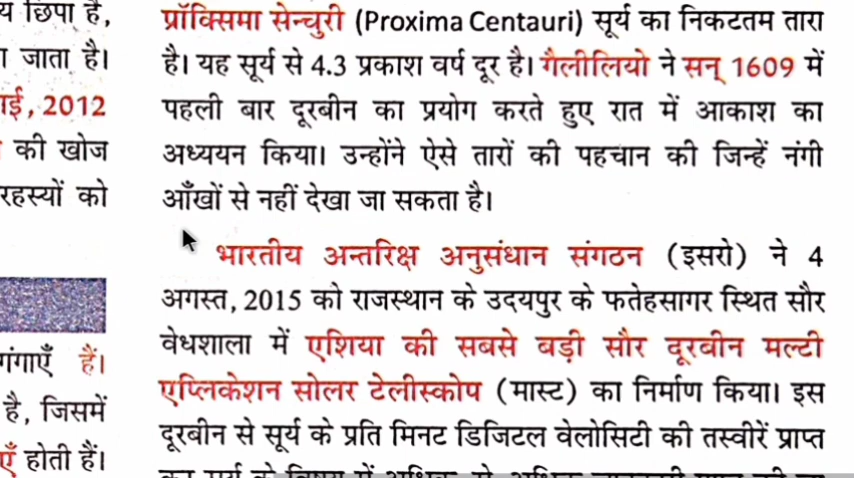 छिपा है,
जाता है।
2012
की खोज
रहस्यों को
हैं।
है, जिसमें
होती हैं।
प्रॉक्सिमा सेन्चुरी (Proxima Centauri) सूर्य का निकटतम तारा
है। यह सूर्य से 4.3 प्रकाश वर्ष दूर है। गैलीलियो ने सन् 1609 में
पहली बार दूरबीन का प्रयोग करते हुए रात में आकाश का
अध्ययन किया। उन्होंने ऐसे तारों की पहचान की जिन्हें नंगी
आँखों से नहीं देखा जा सकता है।
भारतीय अन्तरिक्ष अनुसंधान संगठन (इसरो) ने 4
अगस्त, 2015 को राजस्थान के उदयपुर के फतेहसागर स्थित सौर
वेधशाला में एशिया की सबसे बड़ी सौर दूरबीन मल्टी
एप्लिकेशन सोलर टेलीस्कोप (मास्ट) का निर्माण किया। इस
दूरबीन से सूर्य के प्रति मिनट डिजिटल वेलोसिटी की तस्वीरें प्राप्त